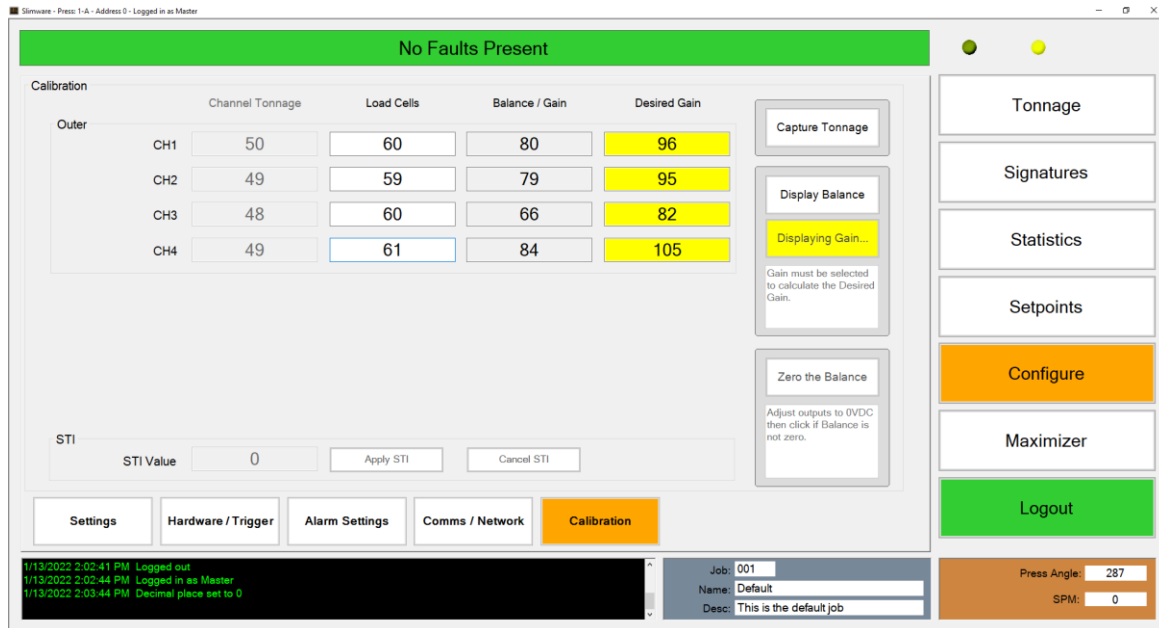 Slimware - Press: 1-A - Address 0 - Logged in as Master
No Faults Present
Calibration
Channel Tonnage Load Cells Balance / Gain Desired Gain
Outer
CH1 50 60 80 96
CH2 49 59 79 95
CH3 48 60 66 82
CH4 49 61 84 105
Capture Tonnage
Display Balance
Displaying Gain...
Gain must be selected
to calculate the Desired
Gain.
Zero the Balance
Adjust outputs to 0VDC
then click if Balance is
not zero.
STI
STI Value 0 Apply STI Cancel STI
Settings Hardware / Trigger Alarm Settings Comms / Network Calibration
Tonnage
Signatures
Statistics
Setpoints
Configure
Maximizer
Logout
1/13/2022 2:02:41 PM Logged out
1/13/2022 2:02:44 PM Logged in as Master
1/13/2022 2:03:44 PM Decimal place set to 0
Job: 001
Name: Default
Desc: This is the default job
Press Angle: 287
SPM: 0